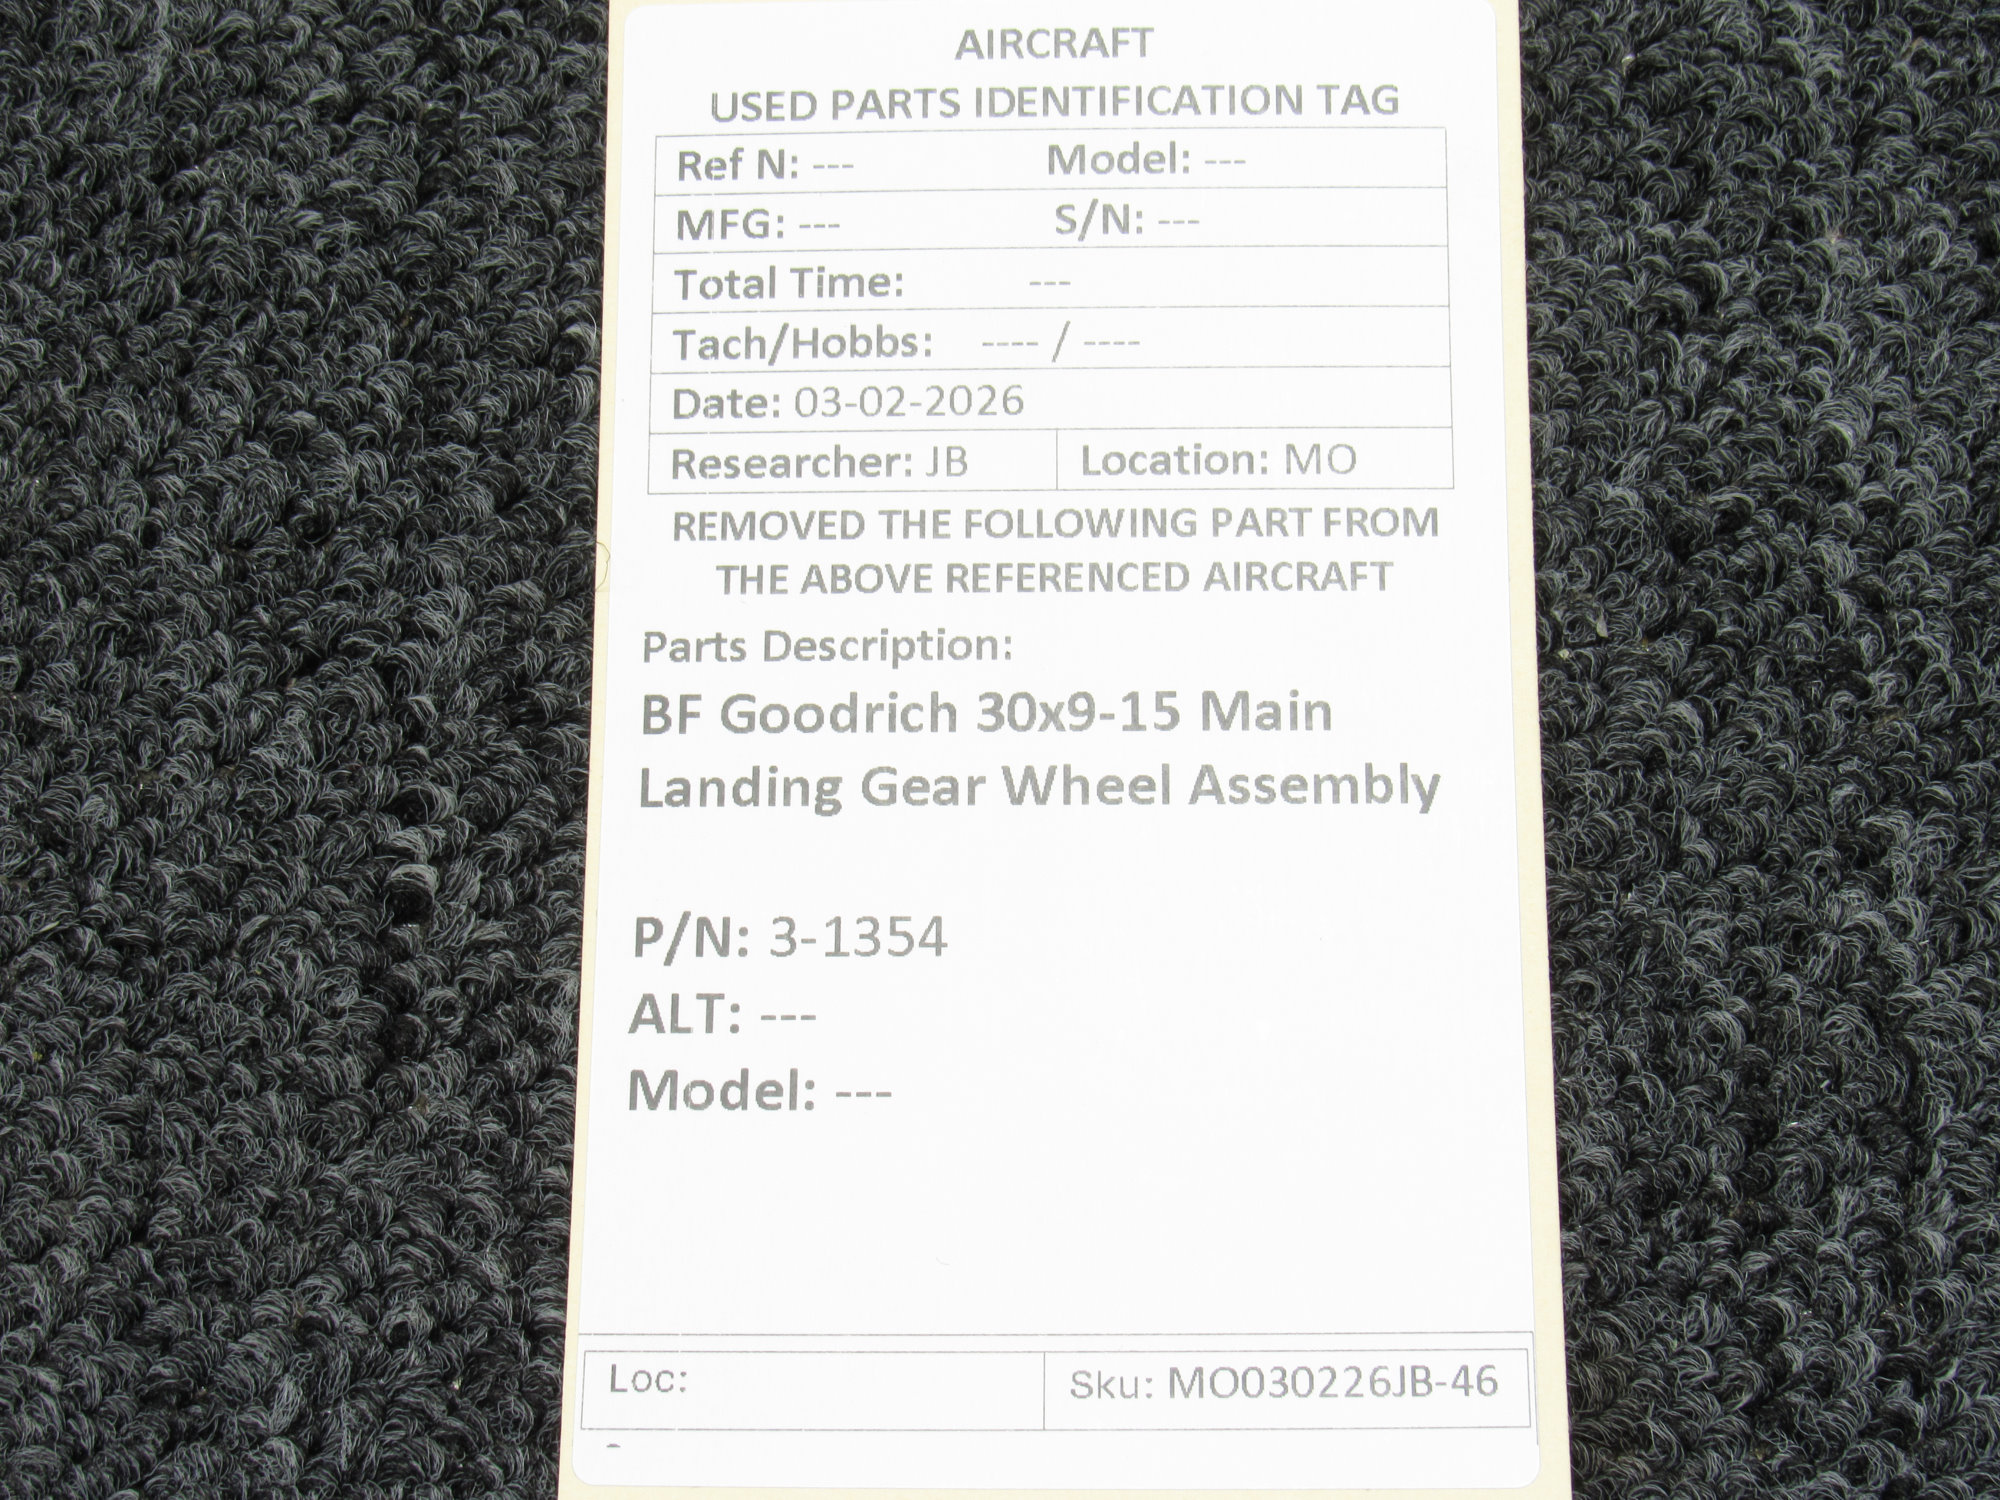 AIRCRAFT
USED PARTS IDENTIFICATION TAG
Ref N: --- Model: ---
MFG: --- S/N: ---
Total Time: ---
Tach/Hobbs: ---- / ----
Date: 03-02-2026
Researcher: JB Location: MO
REMOVED THE FOLLOWING PART FROM
THE ABOVE REFERENCED AIRCRAFT
Parts Description:
BF Goodrich 30x9-15 Main
Landing Gear Wheel Assembly
P/N: 3-1354
ALT: ---
Model: ---
Loc: Sku: MO030226JB-46